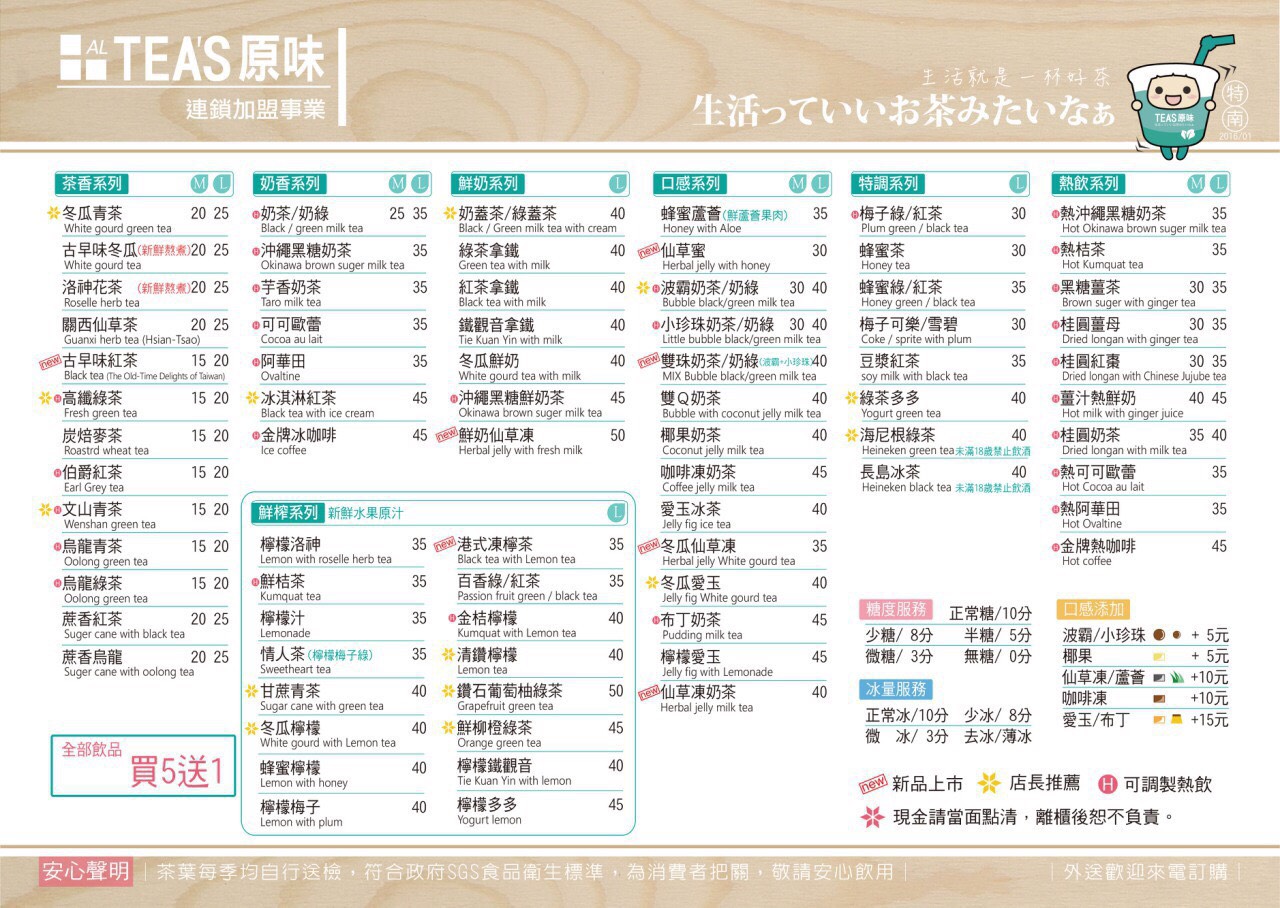 AL TEA'S 原味
連鎖加盟事業
生活就是一杯好茶
生活っていいお茶みたいなぁ
TEA'S原味
特南
2016/01
茶香系列 M L
冬瓜青茶 20 25
White gourd green tea
古早味冬瓜(新鮮熬煮) 20 25
White gourd tea
洛神花茶 (新鮮熬煮) 20 25
Roselle herb tea
關西仙草茶 20 25
Guanxi herb tea (Hsian-Tsao)
new 古早味紅茶 15 20
Black tea (The Old-Time Delights of Taiwan)
H 高纖綠茶 15 20
Fresh green tea
炭焙麥茶 15 20
Roastrd wheat tea
H 伯爵紅茶 15 20
Earl Grey tea
H 文山青茶 15 20
Wenshan green tea
H 烏龍青茶 15 20
Oolong green tea
H 烏龍綠茶 15 20
Oolong green tea
蔗香紅茶 20 25
Suger cane with black tea
蔗香烏龍 20 25
Sugar cane with oolong tea
全部飲品
買5送1
奶香系列 M L
H 奶茶/奶綠 25 35
Black / green milk tea
H 沖繩黑糖奶茶 35
Okinawa brown suger milk tea
H 芋香奶茶 35
Taro milk tea
H 可可歐蕾 35
Cocoa au lait
H 阿華田 35
Ovaltine
冰淇淋紅茶 45
Black tea with ice cream
H 金牌冰咖啡 45
Ice coffee
鮮奶系列 L
奶蓋茶/綠蓋茶 40
Black / Green milk tea with cream
綠茶拿鐵 40
Green tea with milk
紅茶拿鐵 40
Black tea with milk
鐵觀音拿鐵 40
Tie Kuan Yin with milk
冬瓜鮮奶 40
White gourd tea with milk
H 沖繩黑糖鮮奶茶 45
Okinawa brown suger milk tea
new 鮮奶仙草凍 50
Herbal jelly with fresh milk
鮮榨系列 新鮮水果原汁 L
檸檬洛神 35
Lemon with roselle herb tea
H 鮮桔茶 35
Kumquat tea
檸檬汁 35
Lemonade
情人茶 (檸檬梅子綠) 35
Sweetheart tea
甘蔗青茶 40
Sugar cane with green tea
冬瓜檸檬 40
White gourd with Lemon tea
蜂蜜檸檬 40
Lemon with honey
檸檬梅子 40
Lemon with plum
new 港式凍檸茶 35
Black tea with Lemon tea
百香綠/紅茶 35
Passion fruit green / black tea
H 金桔檸檬 40
Kumquat with Lemon tea
清鑽檸檬 40
Lemon tea
鑽石葡萄柚綠茶 50
Grapefruit green tea
鮮柳橙綠茶 45
Orange green tea
檸檬鐵觀音 40
Tie Kuan Yin with lemon
檸檬多多 45
Yogurt lemon
口感系列 M L
蜂蜜蘆薈(鮮蘆薈果肉) 35
Honey with Aloe
new 仙草蜜 30
Herbal jelly with honey
H 波霸奶茶/奶綠 30 40
Bubble black/green milk tea
H 小珍珠奶茶/奶綠 30 40
Little bubble black/green milk tea
new 雙珠奶茶/奶綠(波霸+小珍珠) 40
MIX Bubble black/green milk tea
雙Q奶茶 40
Bubble with coconut jelly milk tea
椰果奶茶 40
Coconut jelly milk tea
咖啡凍奶茶 45
Coffee jelly milk tea
愛玉冰茶 40
Jelly fig ice tea
new 冬瓜仙草凍 35
Herbal jelly White gourd tea
冬瓜愛玉 40
Jelly fig White gourd tea
H 布丁奶茶 45
Pudding milk tea
檸檬愛玉 45
Jelly fig with Lemonade
new 仙草凍奶茶 40
Herbal jelly milk tea
特調系列 L
H 梅子綠/紅茶 30
Plum green / black tea
蜂蜜茶 30
Honey tea
蜂蜜綠/紅茶 35
Honey green / black tea
梅子可樂/雪碧 30
Coke / sprite with plum
豆漿紅茶 35
soy milk with black tea
綠茶多多 40
Yogurt green tea
海尼根綠茶 40
Heineken green tea 未滿18歲禁止飲酒
長島冰茶 40
Heineken black tea 未滿18歲禁止飲酒
熱飲系列 M L
H 熱沖繩黑糖奶茶 35
Hot Okinawa brown suger milk tea
H 熱桔茶 35
Hot Kumquat tea
H 黑糖薑茶 30 35
Brown suger with ginger tea
H 桂圓薑母 30 35
Dried longan with ginger tea
H 桂圓紅棗 30 35
Dried longan with Chinese Jujube tea
H 薑汁熱鮮奶 40 45
Hot milk with ginger juice
H 桂圓奶茶 35 40
Dried longan with milk tea
H 熱可可歐蕾 35
Hot Cocoa au lait
H 熱阿華田 35
Hot Ovaltine
H 金牌熱咖啡 45
Hot coffee
糖度服務 正常糖/10分
少糖/ 8分 半糖/ 5分
微糖/ 3分 無糖/ 0分
冰量服務
正常冰/10分 少冰/ 8分
微 冰/ 3分 去冰/薄冰
口感添加
波霸/小珍珠 + 5元
椰果 + 5元
仙草凍/蘆薈 +10元
咖啡凍 +10元
愛玉/布丁 +15元
new 新品上市 店長推薦 H 可調製熱飲
現金請當面點清，離櫃後恕不負責。
安心聲明 | 茶葉每季均自行送檢，符合政府SGS食品衛生標準，為消費者把關，敬請安心飲用 |
| 外送歡迎來電訂購 |